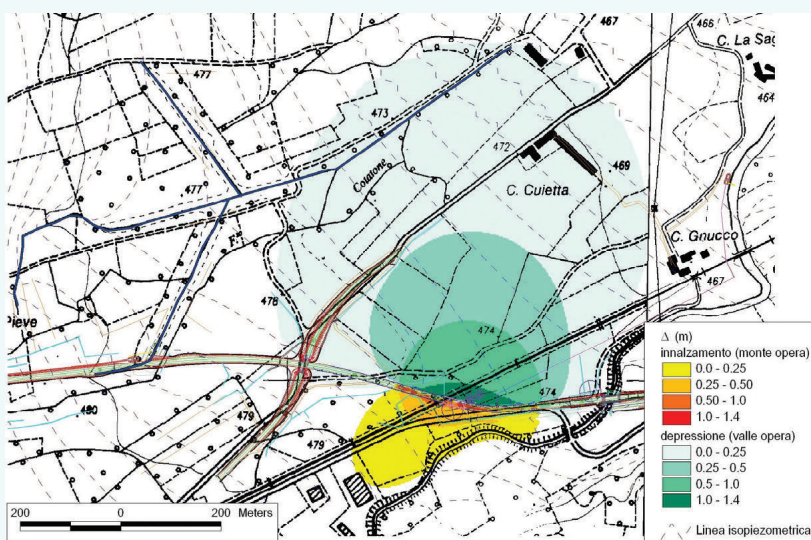 467
466
C. La Sag
464
477
473
472
469
C. Cuietta
Colatone
477
C. Gnucco
467
478
Pieve
474
474
480
479
479
Δ (m)
innalzamento (monte opera)
0.0 - 0.25
0.25 - 0.50
0.50 - 1.0
1.0 - 1.4
depressione (valle opera)
0.0 - 0.25
0.25 - 0.5
0.5 - 1.0
1.0 - 1.4
Linea isopiezometrica
200 0 200 Meters